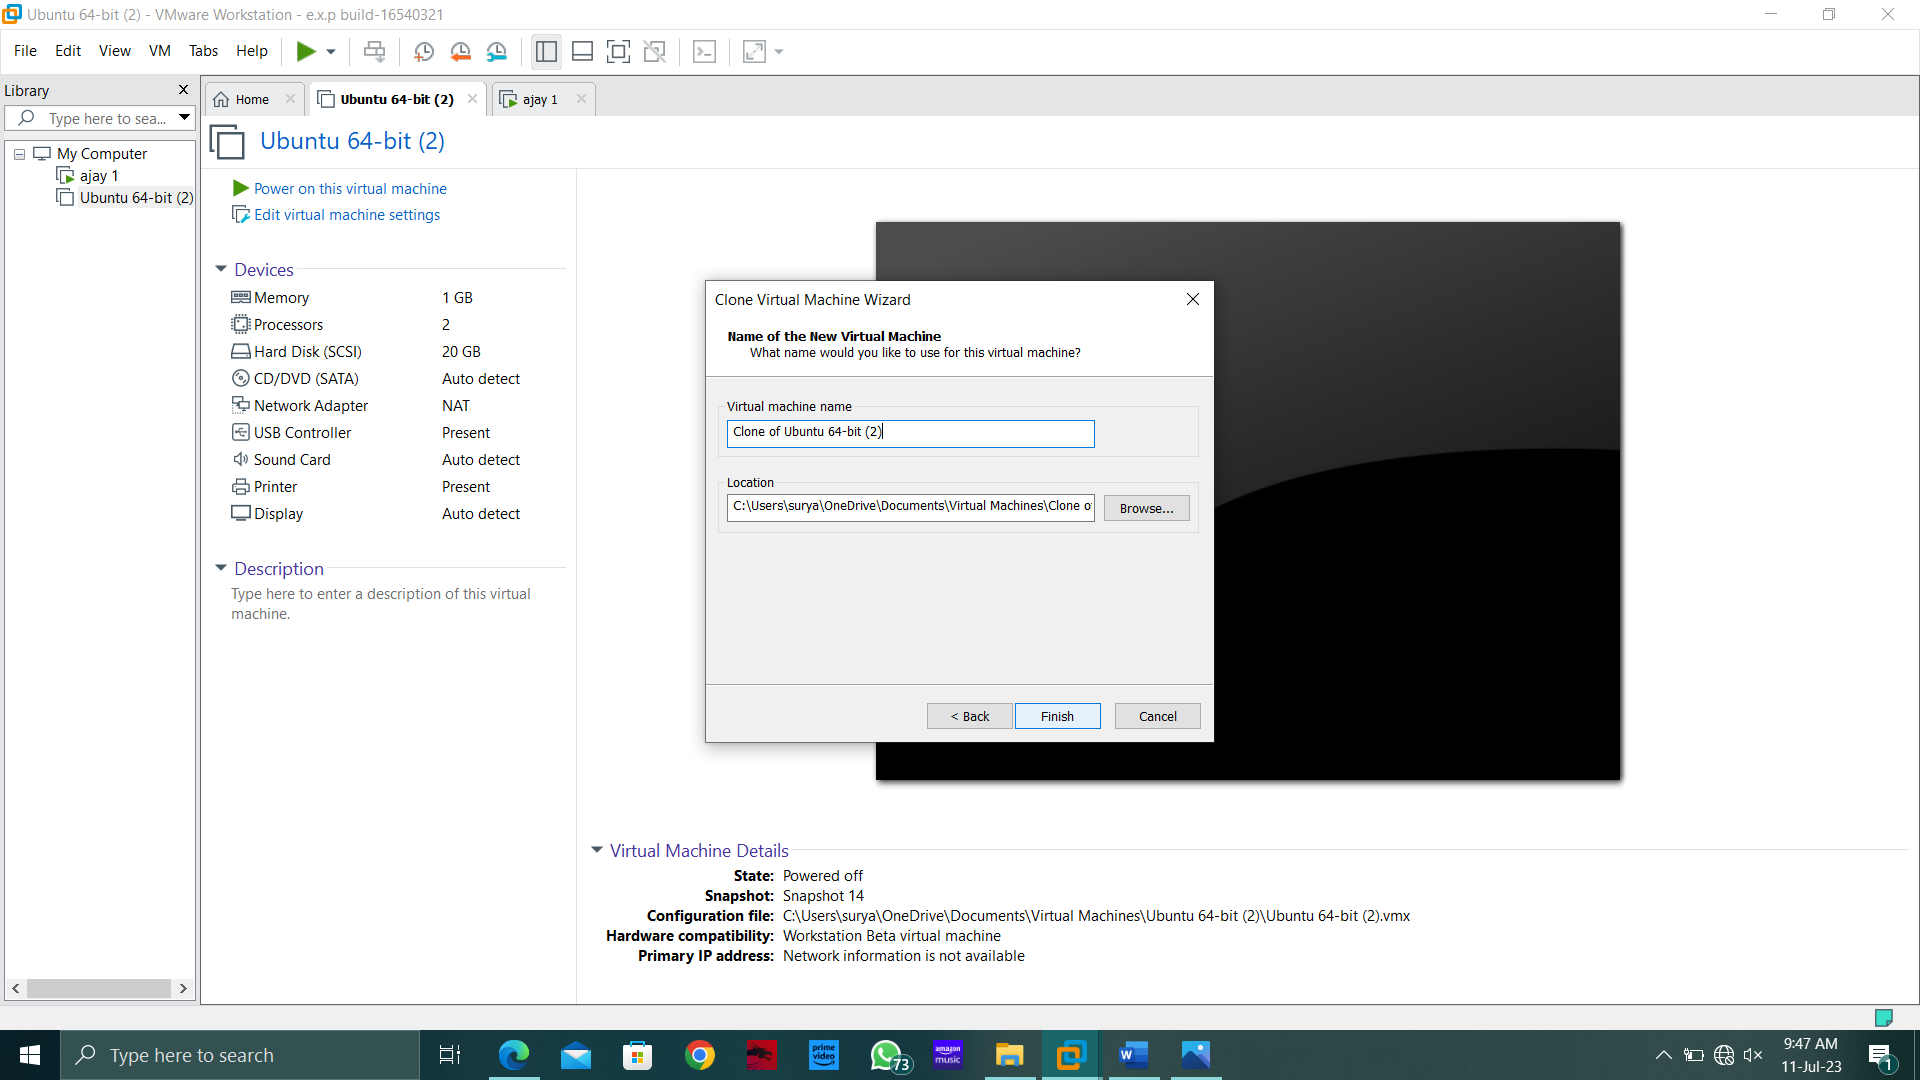 Ubuntu 64-bit (2) - VMware Workstation - e.x.p build-16540321
File Edit View VM Tabs Help
Library
Type here to sea...
My Computer
ajay 1
Ubuntu 64-bit (2)
Home
Ubuntu 64-bit (2)
ajay 1
Ubuntu 64-bit (2)
Power on this virtual machine
Edit virtual machine settings
Devices
Memory 1 GB
Processors 2
Hard Disk (SCSI) 20 GB
CD/DVD (SATA) Auto detect
Network Adapter NAT
USB Controller Present
Sound Card Auto detect
Printer Present
Display Auto detect
Description
Type here to enter a description of this virtual
machine.
Clone Virtual Machine Wizard
Name of the New Virtual Machine
What name would you like to use for this virtual machine?
Virtual machine name
Clone of Ubuntu 64-bit (2)
Location
C:\Users\surya\OneDrive\Documents\Virtual Machines\Clone o
Browse...
< Back
Finish
Cancel
Virtual Machine Details
State: Powered off
Snapshot: Snapshot 14
Configuration file: C:\Users\surya\OneDrive\Documents\Virtual Machines\Ubuntu 64-bit (2)\Ubuntu 64-bit (2).vmx
Hardware compatibility: Workstation Beta virtual machine
Primary IP address: Network information is not available
Type here to search
prime
video
73
amazon
music
W
9:47 AM
11-Jul-23
1